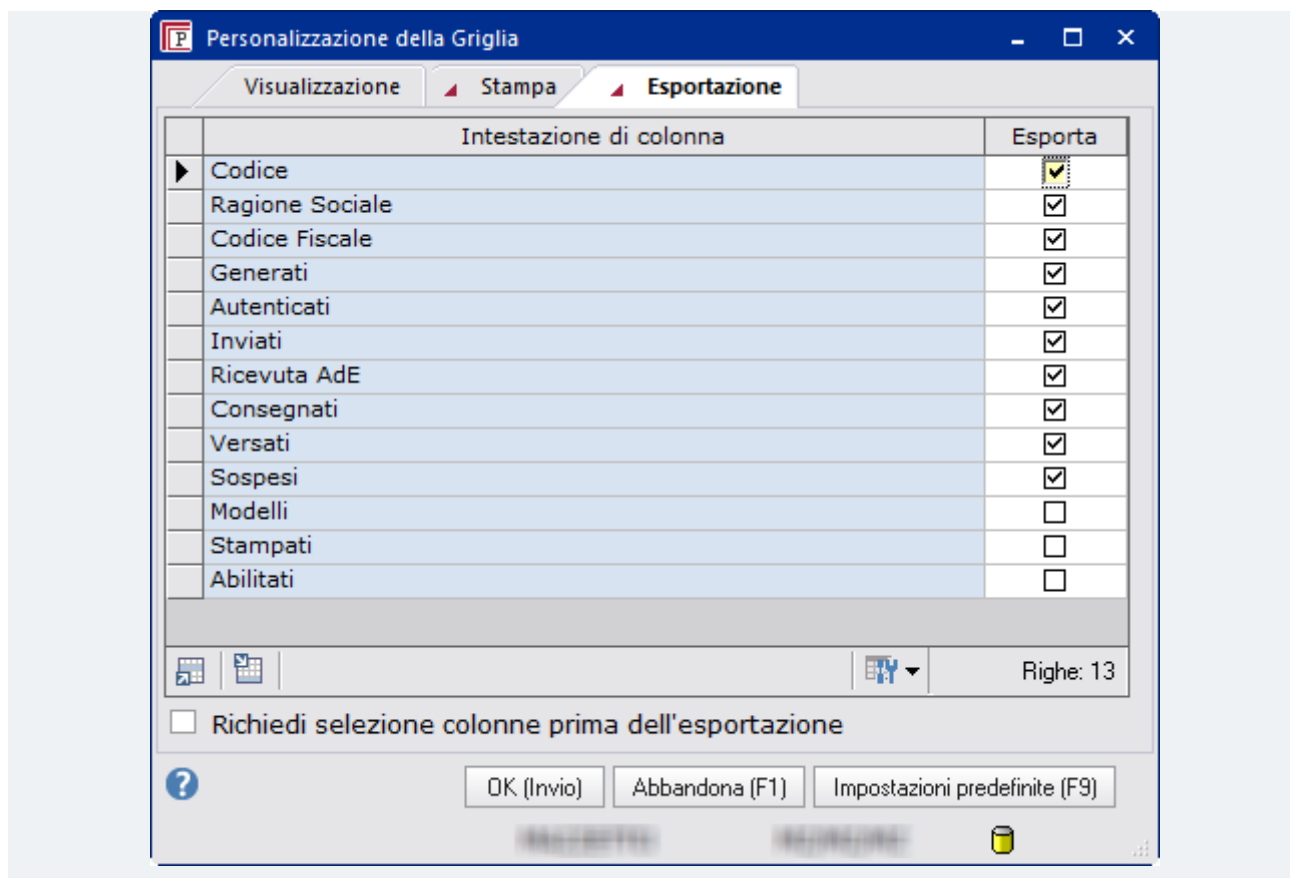 Personalizzazione della Griglia
Visualizzazione Stampa Esportazione
Intestazione di colonna Esporta
Codice
Ragione Sociale
Codice Fiscale
Generati
Autenticati
Inviati
Ricevuta AdE
Consegnati
Versati
Sospesi
Modelli
Stampati
Abilitati
Righe: 13
Richiedi selezione colonne prima dell'esportazione
OK (Invio) Abbandona (F1) Impostazioni predefinite (F9)